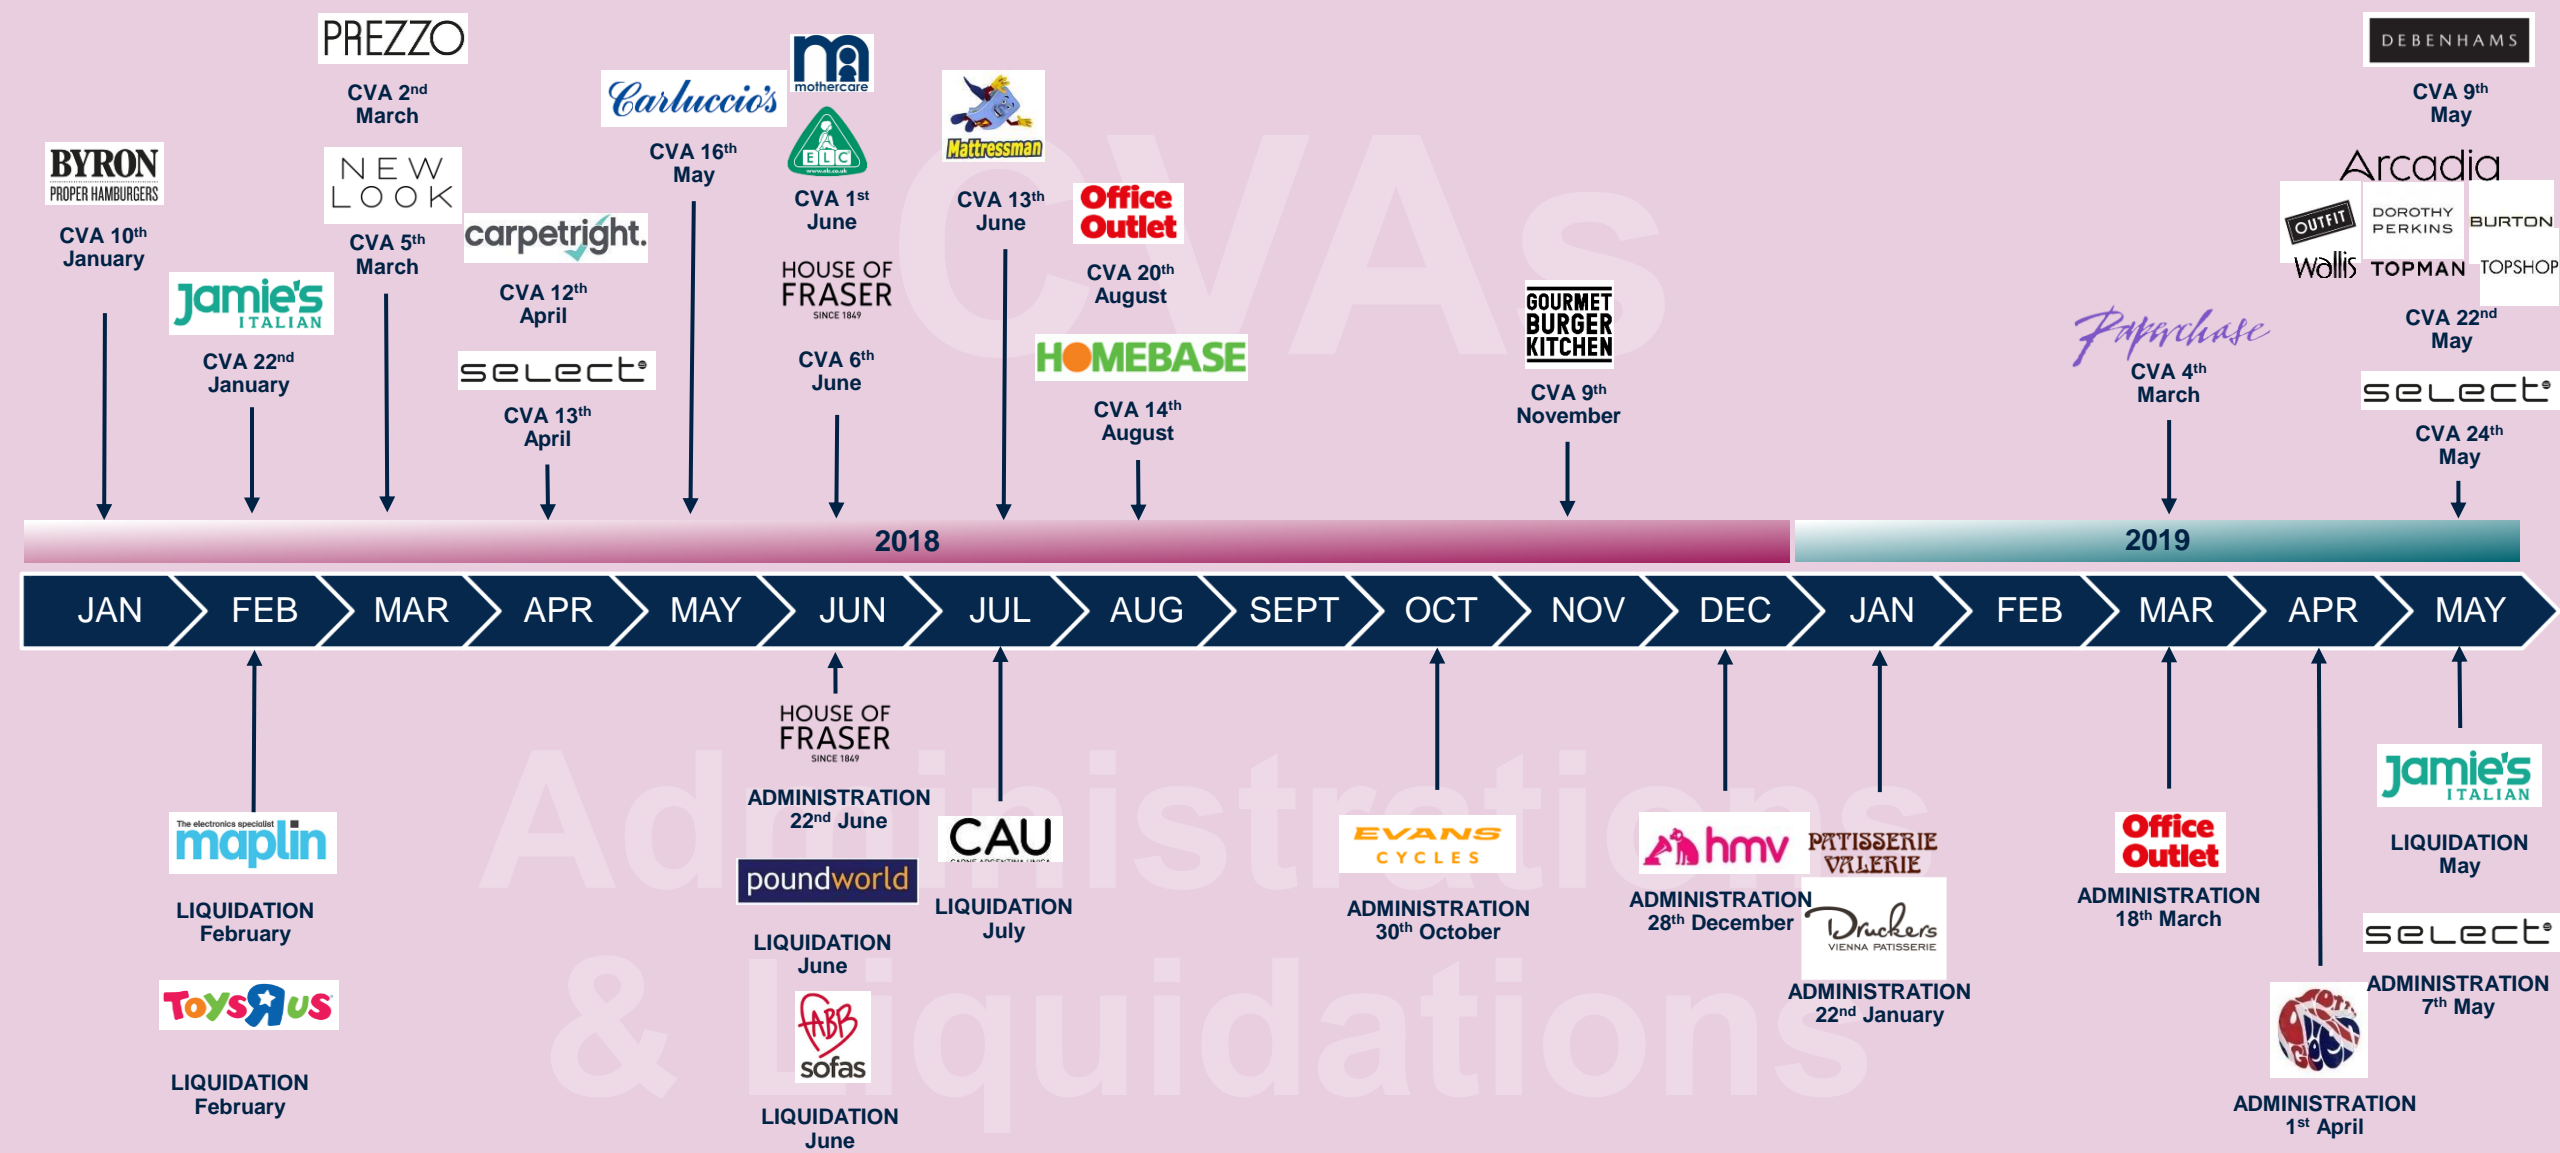 CVAs
Administrations
& Liquidations
BYRON
PROPER HAMBURGERS
CVA 10th
January
Jamie's
ITALIAN
CVA 22nd
January
PREZZO
CVA 2nd
March
NEW
LOOK
CVA 5th
March
carpetright.
CVA 12th
April
select
CVA 13th
April
Carluccio's
CVA 16th
May
mothercare
ELC
www.elc.co.uk
CVA 1st
June
HOUSE OF
FRASER
SINCE 1849
CVA 6th
June
Mattressman
CVA 13th
June
Office
Outlet
CVA 20th
August
HOMEBASE
CVA 14th
August
GOURMET
BURGER
KITCHEN
CVA 9th
November
Paperchase
CVA 4th
March
DEBENHAMS
CVA 9th
May
Arcadia
OUTFIT
DOROTHY
PERKINS
BURTON
Wallis
TOPMAN
TOPSHOP
CVA 22nd
May
select
CVA 24th
May
2018
2019
JAN
FEB
MAR
APR
MAY
JUN
JUL
AUG
SEPT
OCT
NOV
DEC
JAN
FEB
MAR
APR
MAY
The electronics specialist
maplin
LIQUIDATION
February
ToysЯus
LIQUIDATION
February
HOUSE OF
FRASER
SINCE 1849
ADMINISTRATION
22nd June
poundworld
LIQUIDATION
June
fABB
sofas
LIQUIDATION
June
CAU
LIQUIDATION
July
EVANS
CYCLES
ADMINISTRATION
30th October
hmv
ADMINISTRATION
28th December
PATISSERIE
VALERIE
Druckers
VIENNA PATISSERIE
ADMINISTRATION
22nd January
Office
Outlet
ADMINISTRATION
18th March
ADMINISTRATION
1st April
Jamie's
ITALIAN
LIQUIDATION
May
select
ADMINISTRATION
7th May